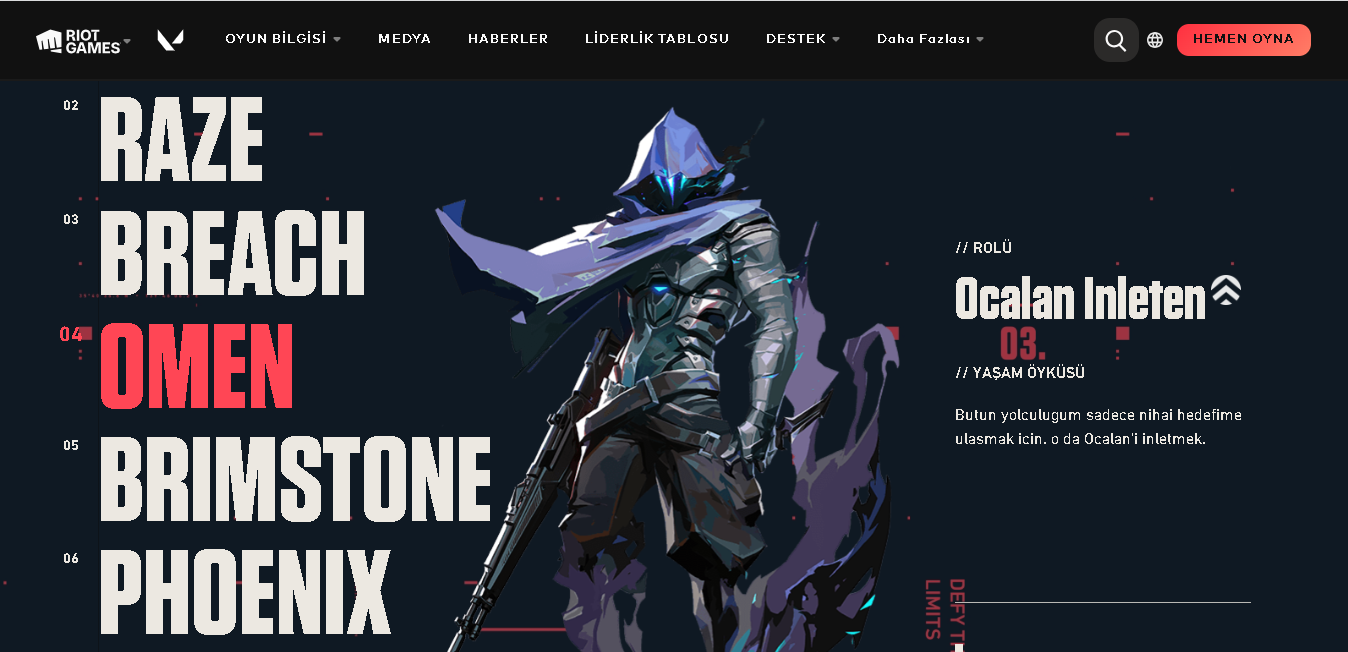 RIOT GAMES
OYUN BİLGİSİ
MEDYA
HABERLER
LİDERLİK TABLOSU
DESTEK
Daha Fazlası
HEMEN OYNA
02
RAZE
03
BREACH
04
OMEN
05
BRIMSTONE
06
PHOENIX
// ROLÜ
Ocalan Inleten
03.
// YAŞAM ÖYKÜSÜ
Butun yolculugum sadece nihai hedefime
ulasmak icin. o da Ocalan'i inletmek.
DEFY T
LIMITS